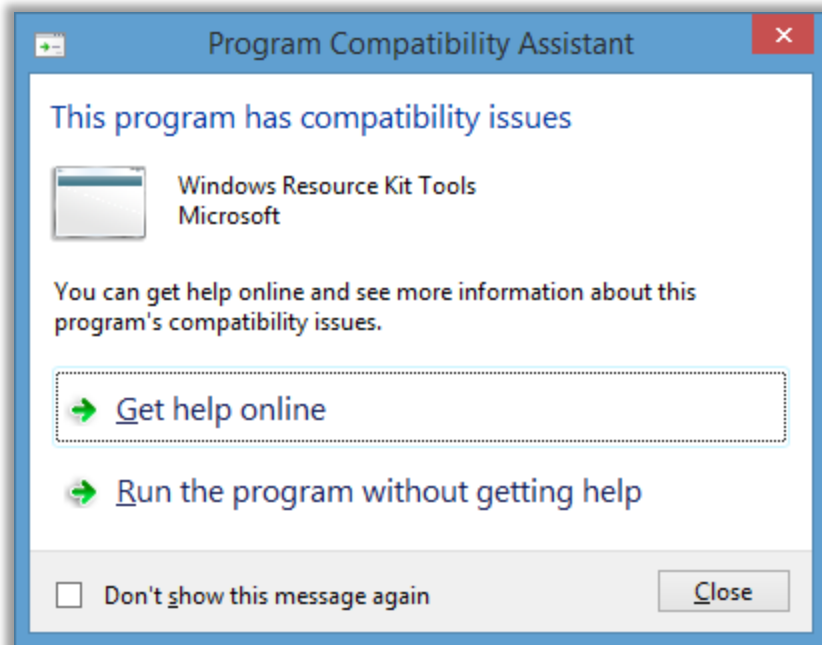 Program Compatibility Assistant
This program has compatibility issues
Windows Resource Kit Tools
Microsoft
You can get help online and see more information about this
program's compatibility issues.
Get help online
Run the program without getting help
Don't show this message again
Close